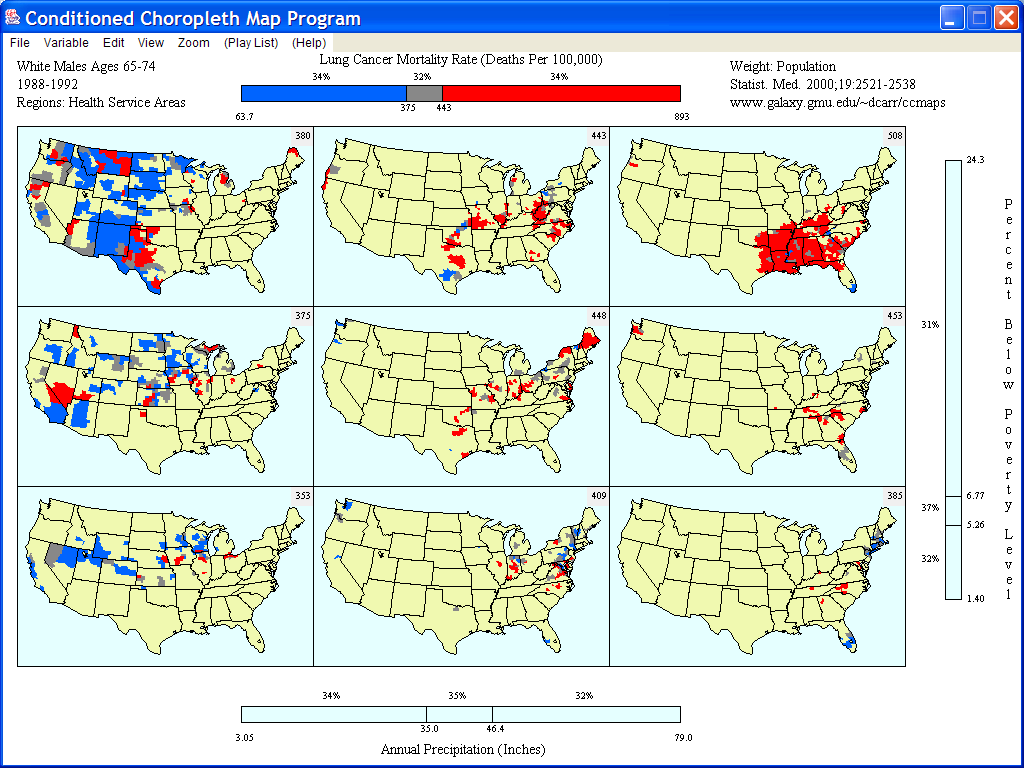 Conditioned Choropleth Map Program
File Variable Edit View Zoom (Play List) (Help)
Lung Cancer Mortality Rate (Deaths Per 100,000)
White Males Ages 65-74
1988-1992
Regions: Health Service Areas
34% 32% 34%
375 443
63.7 893
Weight: Population
Statist. Med. 2000;19:2521-2538
www.galaxy.gmu.edu/~dcarr/ccmaps
380 443 508
375 448 453
353 409 385
24.3
31%
6.77
37%
5.26
32%
1.40
Percent Below Poverty Level
34% 35% 32%
35.0 46.4
3.05 79.0
Annual Precipitation (Inches)